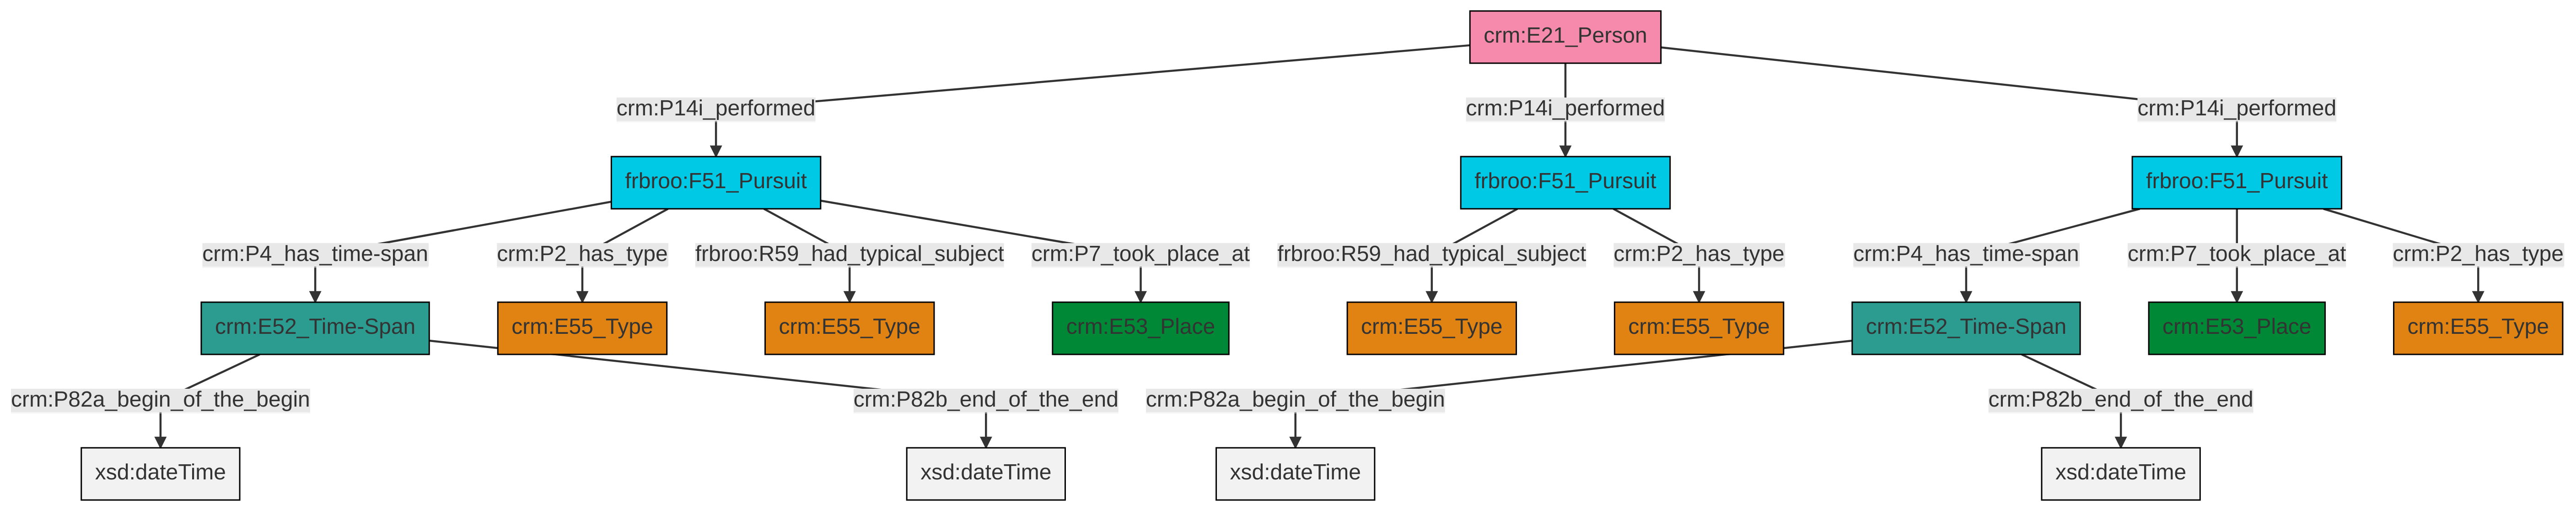 crm:E21_Person
crm:P14i_performed
crm:P14i_performed
crm:P14i_performed
frbroo:F51_Pursuit
frbroo:F51_Pursuit
frbroo:F51_Pursuit
crm:P4_has_time-span
crm:P2_has_type
frbroo:R59_had_typical_subject
crm:P7_took_place_at
frbroo:R59_had_typical_subject
crm:P2_has_type
crm:P4_has_time-span
crm:P7_took_place_at
crm:P2_has_type
crm:E52_Time-Span
crm:E55_Type
crm:E55_Type
crm:E53_Place
crm:E55_Type
crm:E55_Type
crm:E52_Time-Span
crm:E53_Place
crm:E55_Type
crm:P82a_begin_of_the_begin
crm:P82b_end_of_the_end
crm:P82a_begin_of_the_begin
crm:P82b_end_of_the_end
xsd:dateTime
xsd:dateTime
xsd:dateTime
xsd:dateTime